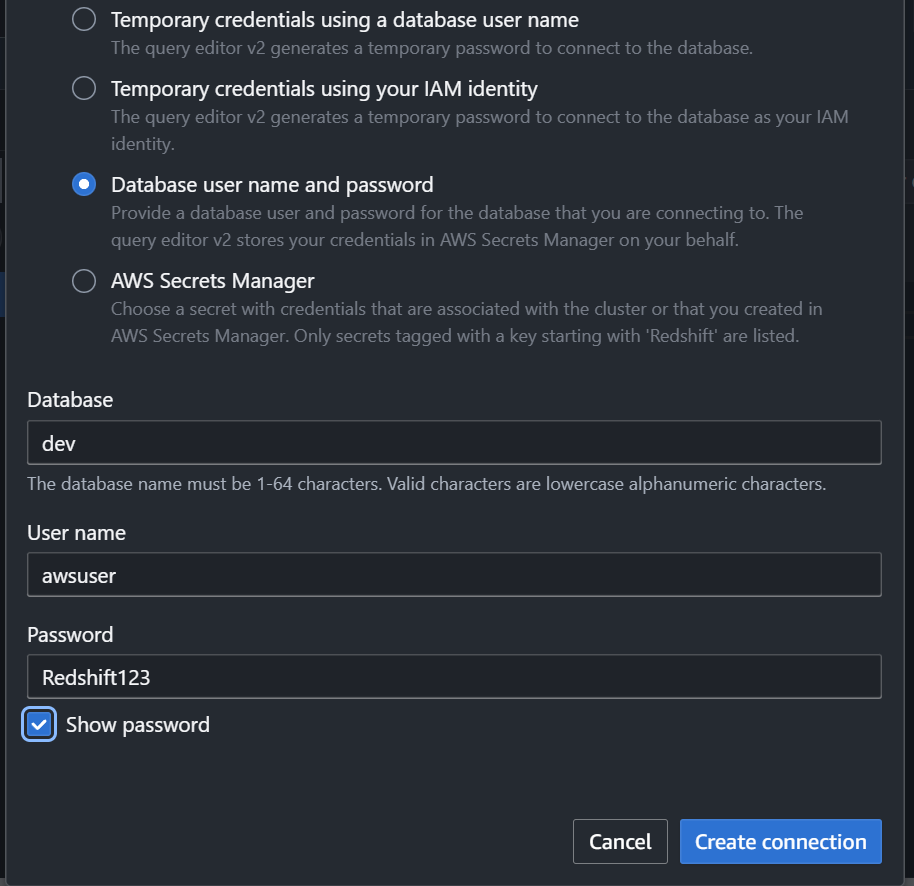 Temporary credentials using a database user name
The query editor v2 generates a temporary password to connect to the database.
Temporary credentials using your IAM identity
The query editor v2 generates a temporary password to connect to the database as your IAM
identity.
Database user name and password
Provide a database user and password for the database that you are connecting to. The
query editor v2 stores your credentials in AWS Secrets Manager on your behalf.
AWS Secrets Manager
Choose a secret with credentials that are associated with the cluster or that you created in
AWS Secrets Manager. Only secrets tagged with a key starting with 'Redshift' are listed.
Database
dev
The database name must be 1-64 characters. Valid characters are lowercase alphanumeric characters.
User name
awsuser
Password
Redshift123
Show password
Cancel
Create connection